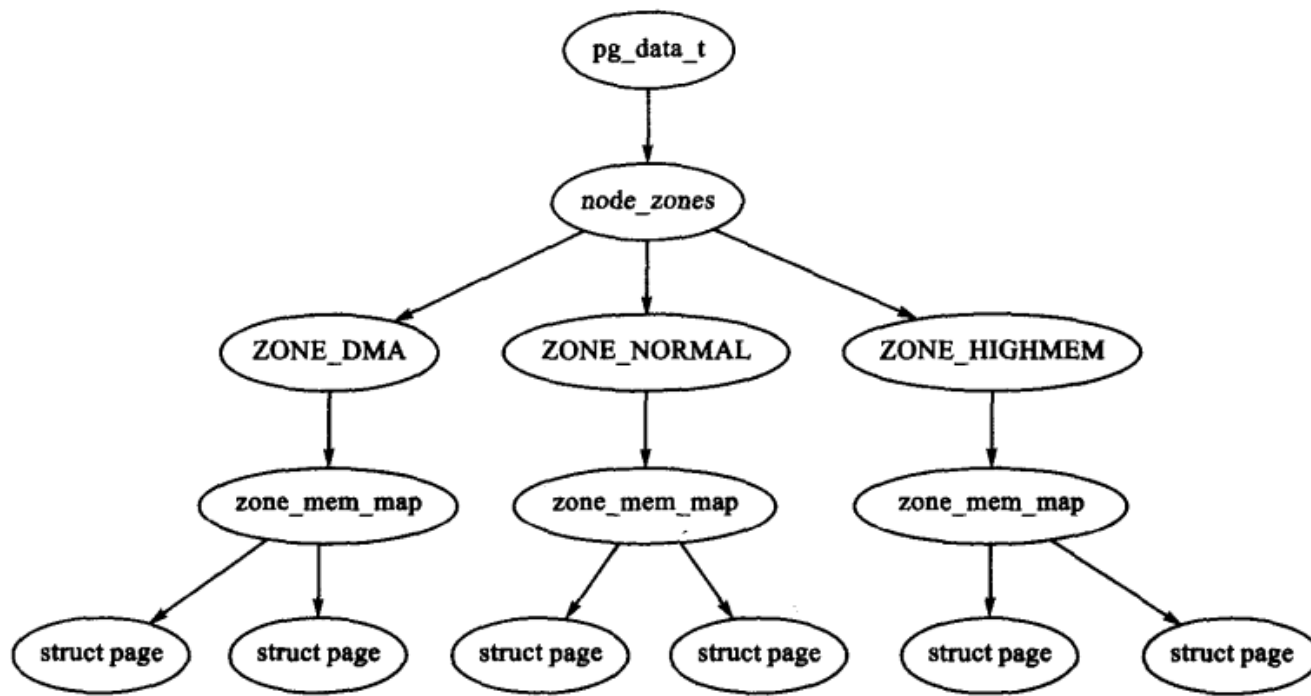 pg_data_t
node_zones
ZONE_DMA
ZONE_NORMAL
ZONE_HIGHMEM
zone_mem_map
zone_mem_map
zone_mem_map
struct page
struct page
struct page
struct page
struct page
struct page